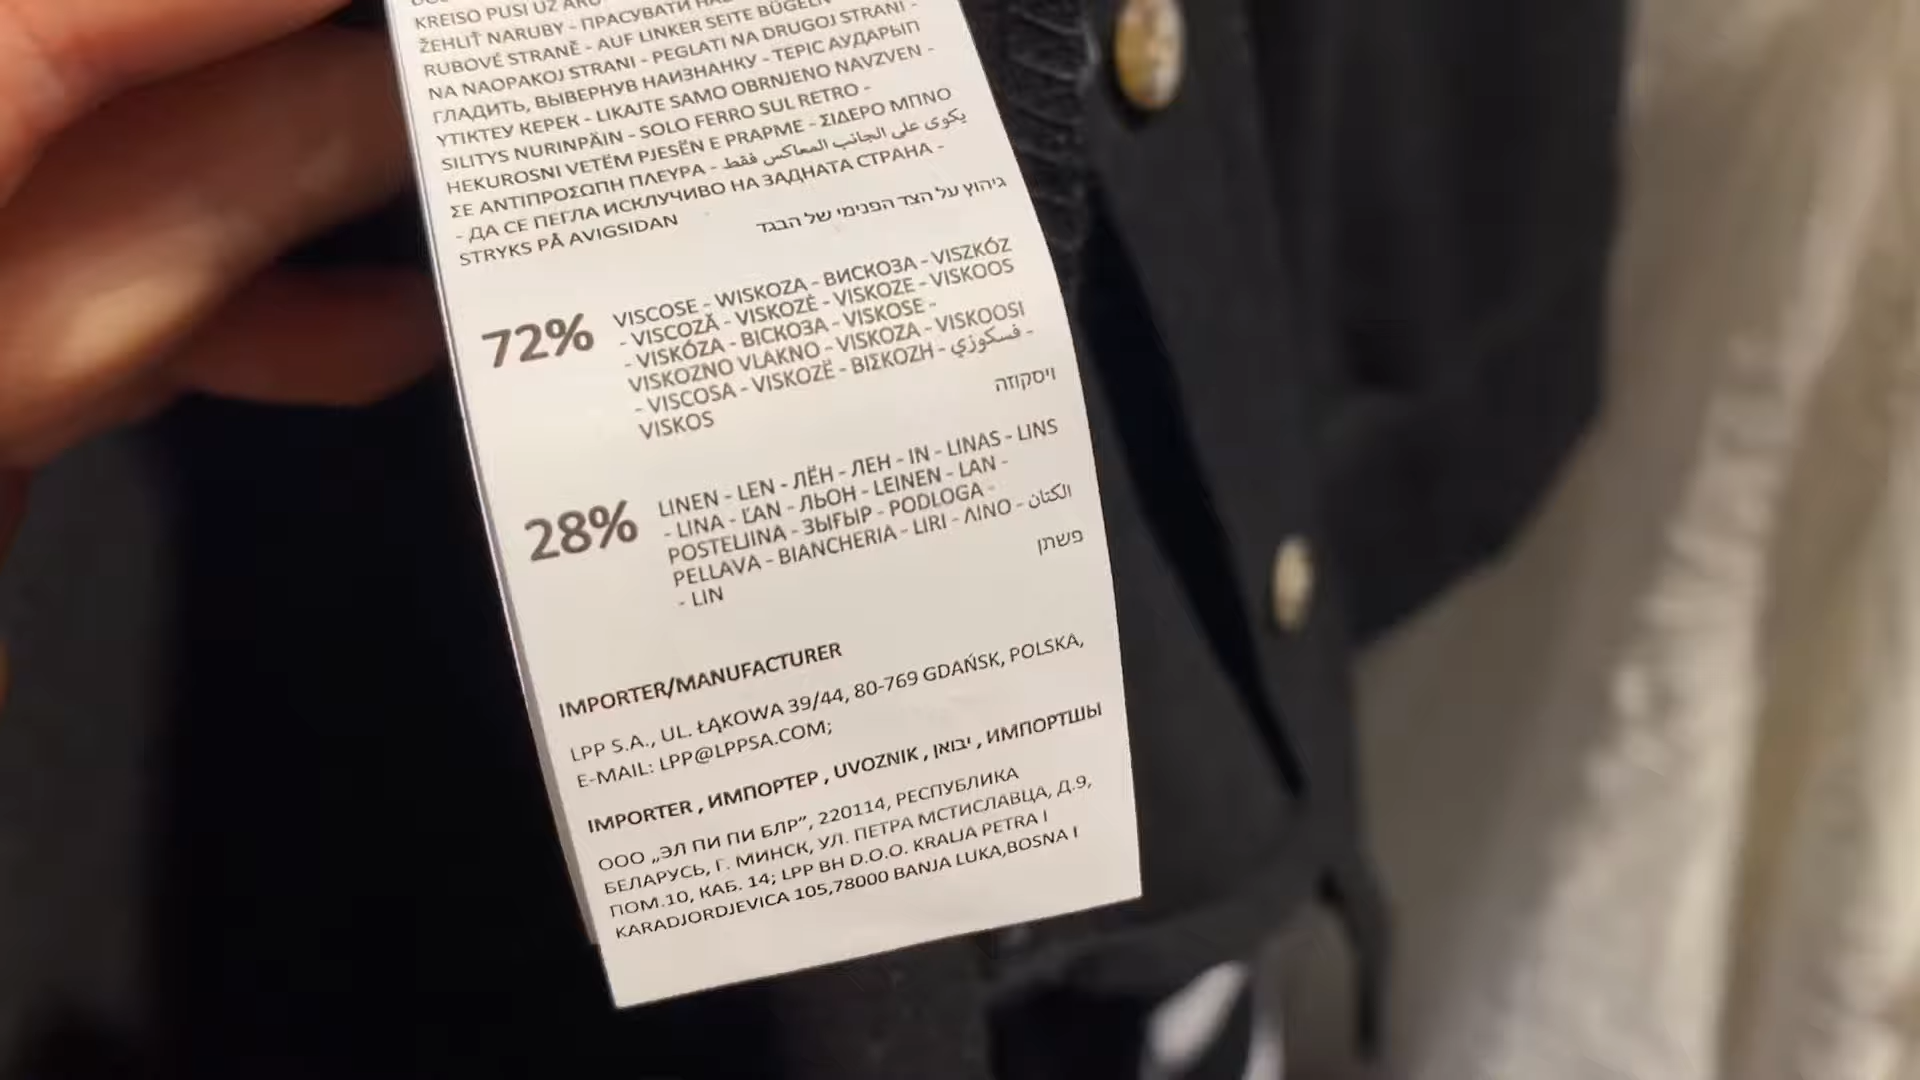 KREISO PUSI UZ ĀRU
ŽEHLIŤ NARUBY - ПРАСУВАТИ
RUBOVÉ STRANĚ - AUF LINKER SEITE BÜGELN
NA NAOPAKOJ STRANI - PEGLATI NA DRUGOJ STRANI -
ГЛАДИТЬ, ВЫВЕРНУВ НАИЗНАНКУ - ТЕРІС АУДАРЫП
ҮТІКТЕУ КЕРЕК - LIKAJTE SAMO OBRNJENO NAVZVEN -
SILITYS NURINPÄIN - SOLO FERRO SUL RETRO -
HEKUROSNI VETËM PJESËN E PRAPME - ΣΙΔΕΡΟ ΜΠΝΟ
ΣΕ ΑΝΤΙΠΡΟΣΩΠΗ ΠΛΕΥΡΑ - يكوى على الجانب المعاكس فقط
- ДА СЕ ПЕГЛА ИСКЛУЧИВО НА ЗАДНАТА СТРАНА -
STRYKS PÅ AVIGSIDAN
גיהוץ על הצד הפנימי של הבגד
72% VISCOSE - WISKOZA - ВИСКОЗА - VISZKÓZ
- VISCOZĂ - VISKOZĖ - VISKOZE - VISKOOS
- VISKÓZA - ВІСКОЗА - VISKOSE -
VISKOZNO VLAKNO - VISKOZA - VISKOOSI
- VISCOSA - VISKOZË - ΒΙΣΚΟΖΗ - فسكوزي -
ויסקוזה
VISKOS
28% LINEN - LEN - ЛЁН - ЛЕН - IN - LINAS - LINS
- LINA - ĽAN - ЛЬОН - LEINEN - LAN -
POSTELJINA - ЗЫҒЫР - PODLOGA -
PELLAVA - BIANCHERIA - LIRI - ΛΙΝΟ - الكتان
פשתן
- LIN
IMPORTER/MANUFACTURER
LPP S.A., UL. ŁĄKOWA 39/44, 80-769 GDAŃSK, POLSKA,
E-MAIL: LPP@LPPSA.COM;
IMPORTER , ИМПОРТЕР , UVOZNIK , יבואן , ИМПОРТШЫ
ООО „ЭЛ ПИ ПИ БЛР”, 220114, РЕСПУБЛИКА
БЕЛАРУСЬ, Г. МИНСК, УЛ. ПЕТРА МСТИСЛАВЦА, Д.9,
ПОМ.10, КАБ. 14; LPP BH D.O.O. KRALJA PETRA I
KARADJORDJEVICA 105,78000 BANJA LUKA,BOSNA I